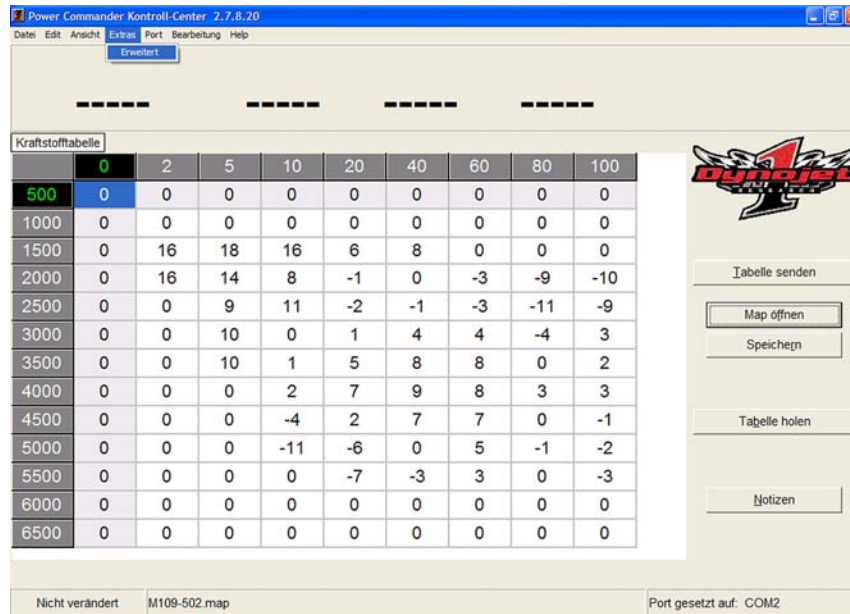 Power Commander Kontroll-Center 2.7.8.20
Datei Edit Ansicht Extras Port Bearbeitung Help
Erweitert
----- ----- ----- -----
Kraftstofftabelle
0 2 5 10 20 40 60 80 100
500 0 0 0 0 0 0 0 0 0
1000 0 0 0 0 0 0 0 0 0
1500 0 16 18 16 6 8 0 0 0
2000 0 16 14 8 -1 0 -3 -9 -10
2500 0 0 9 11 -2 -1 -3 -11 -9
3000 0 0 10 0 1 4 4 -4 3
3500 0 0 10 1 5 8 8 0 2
4000 0 0 0 2 7 9 8 3 3
4500 0 0 0 -4 2 7 7 0 -1
5000 0 0 0 -11 -6 0 5 -1 -2
5500 0 0 0 0 -7 -3 3 0 -3
6000 0 0 0 0 0 0 0 0 0
6500 0 0 0 0 0 0 0 0 0
1
Dynojet
RESEARCH
Tabelle senden
Map öffnen
Speichern
Tabelle holen
Notizen
Nicht verändert M109-502.map Port gesetzt auf: COM2